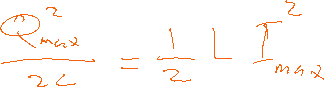 Q²max / 2C = 1/2 L I²max